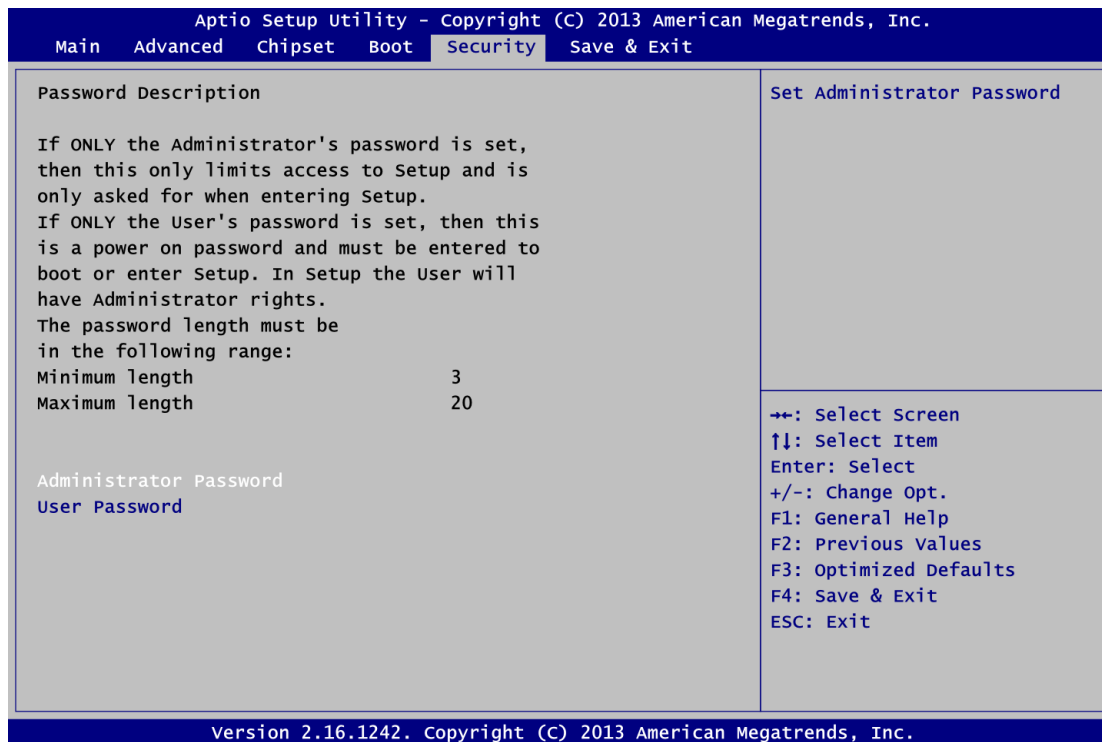 Aptio Setup Utility - Copyright (C) 2013 American Megatrends, Inc.
Main Advanced Chipset Boot Security Save & Exit
Password Description
If ONLY the Administrator's password is set,
then this only limits access to Setup and is
only asked for when entering Setup.
If ONLY the User's password is set, then this
is a power on password and must be entered to
boot or enter Setup. In Setup the User will
have Administrator rights.
The password length must be
in the following range:
Minimum length 3
Maximum length 20
Administrator Password
User Password
Set Administrator Password
→←: Select Screen
↑↓: Select Item
Enter: Select
+/-: Change Opt.
F1: General Help
F2: Previous Values
F3: Optimized Defaults
F4: Save & Exit
ESC: Exit
Version 2.16.1242. Copyright (C) 2013 American Megatrends, Inc.